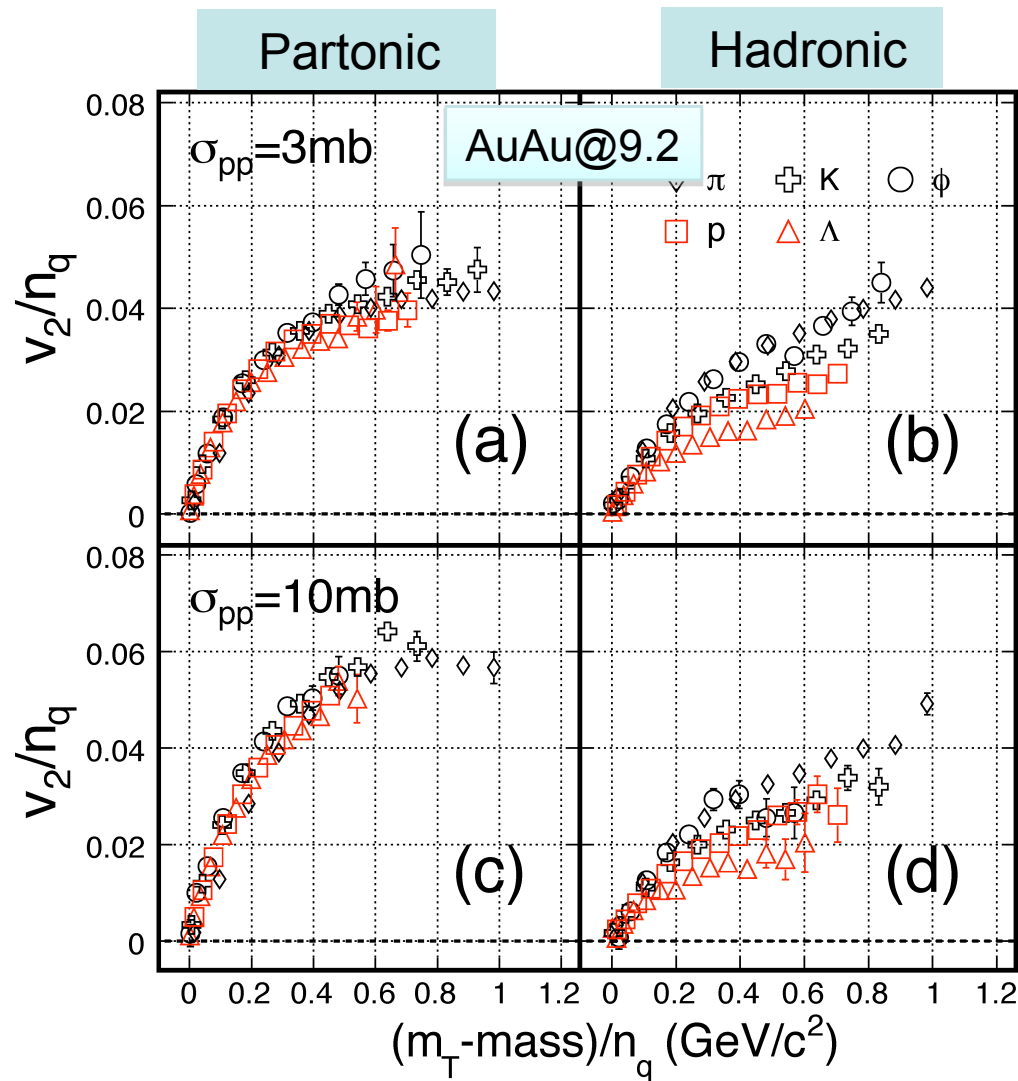 Partonic Hadronic
AuAu@9.2
σpp=3mb
π K ϕ
p Λ
0.08
0.06
0.04
0.02
0
v2/nq
(a) (b)
σpp=10mb
0.08
0.06
0.04
0.02
0
v2/nq
(c) (d)
0 0.2 0.4 0.6 0.8 1 1.2 0 0.2 0.4 0.6 0.8 1 1.2
(mT-mass)/nq (GeV/c²)